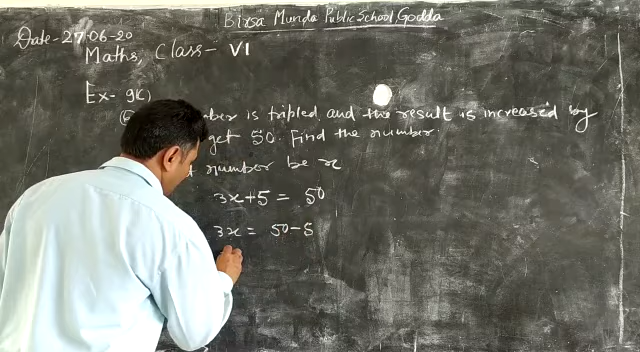 Birsa Munda Public School Godda
Date-27.06-20
Maths, Class- VI
Ex- 9(C)
is tripled and the result is increased by
get 50. Find the number.
number be x
3x+5 = 50
3x = 50-5